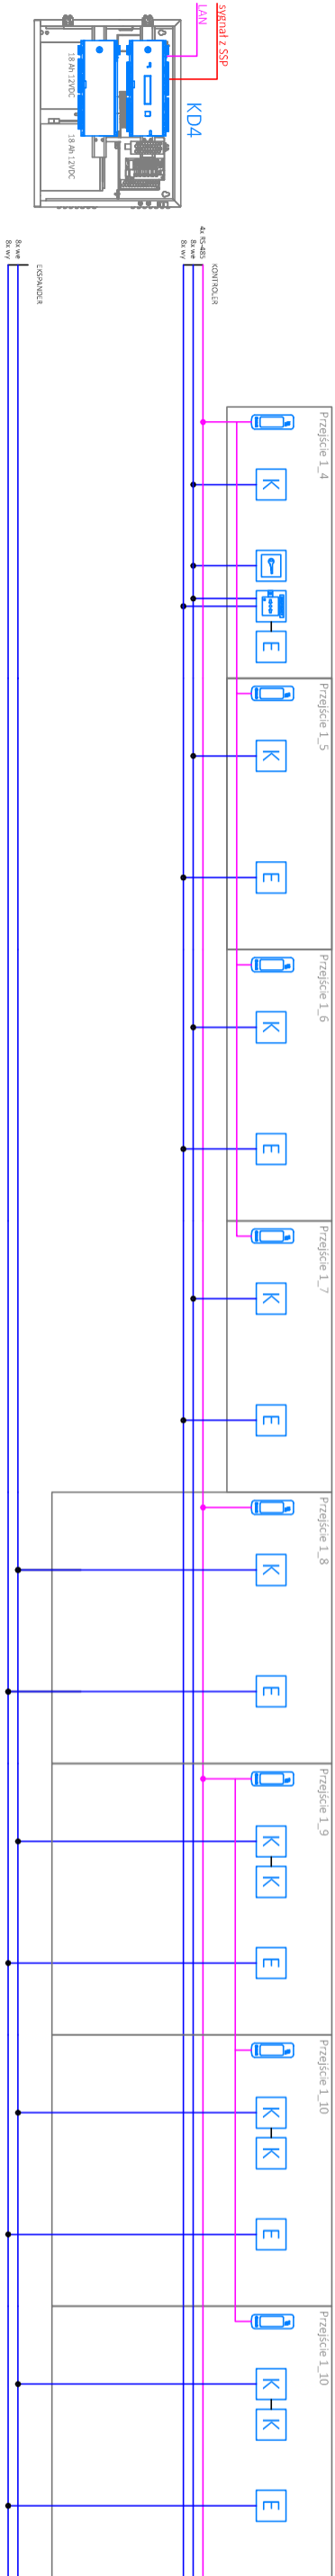 sygnał z SSP
LAN
KD4
18 Ah 12VDC
18 Ah 12VDC
KONTROLER
4x RS-485
8x we
8x wy
EKSPANDER
8x we
8x wy
Przejście 1_4
K
E
Przejście 1_5
K
E
Przejście 1_6
K
E
Przejście 1_7
K
E
Przejście 1_8
K
E
Przejście 1_9
K
K
E
Przejście 1_10
K
K
E
Przejście 1_10
K
K
E